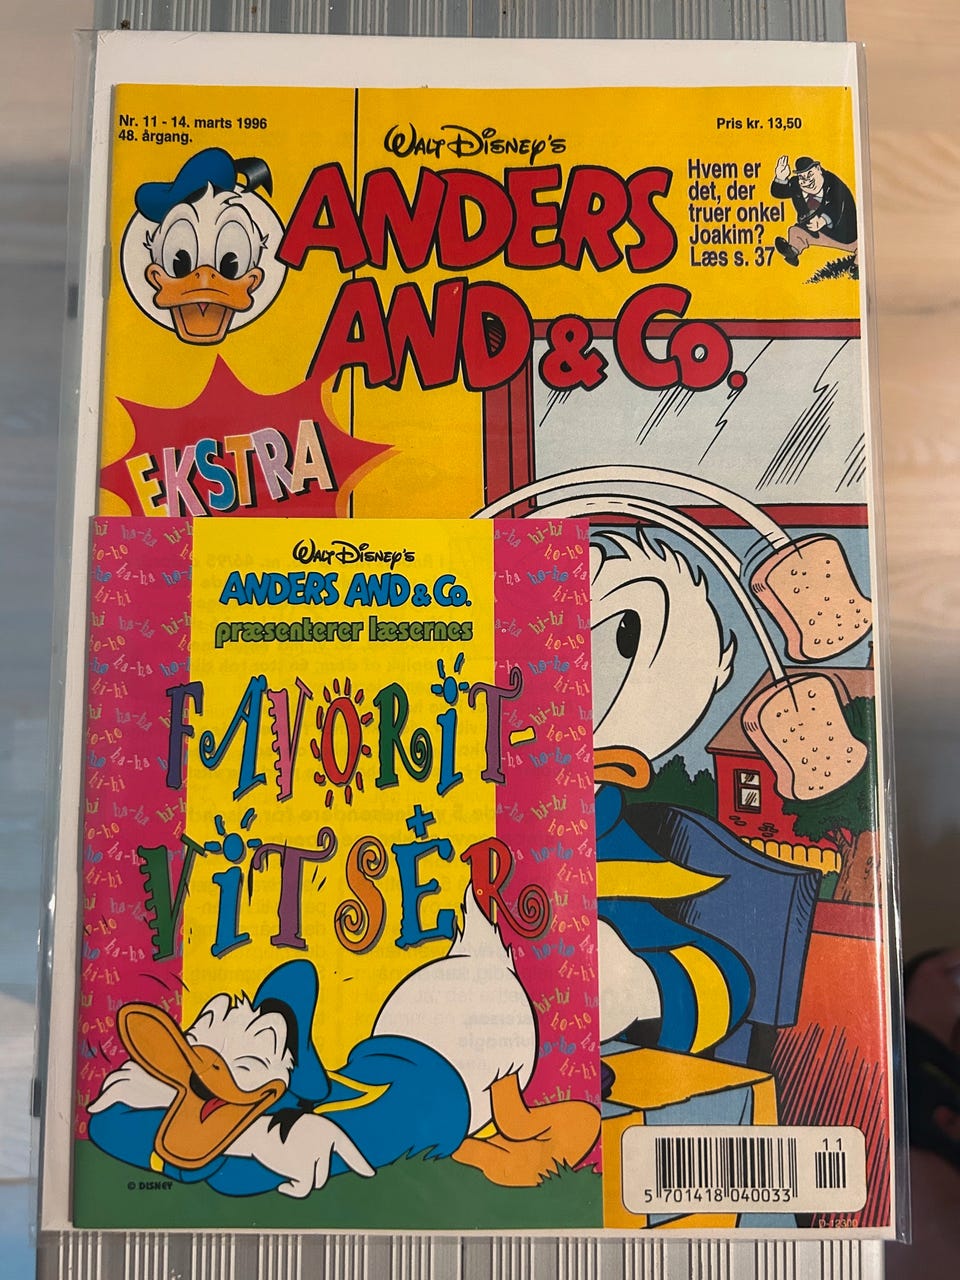 Nr. 11 - 14. marts 1996
48. årgang.
Pris kr. 13,50
WALT DISNEY'S
ANDERS
AND & Co.
Hvem er
det, der
truer onkel
Joakim?
Læs s. 37
EKSTRA
WALT DISNEY'S
ANDERS AND & Co.
præsenterer læsernes
FAVORIT-
VITSER
© DISNEY
11
5 701418 040033
D-12300